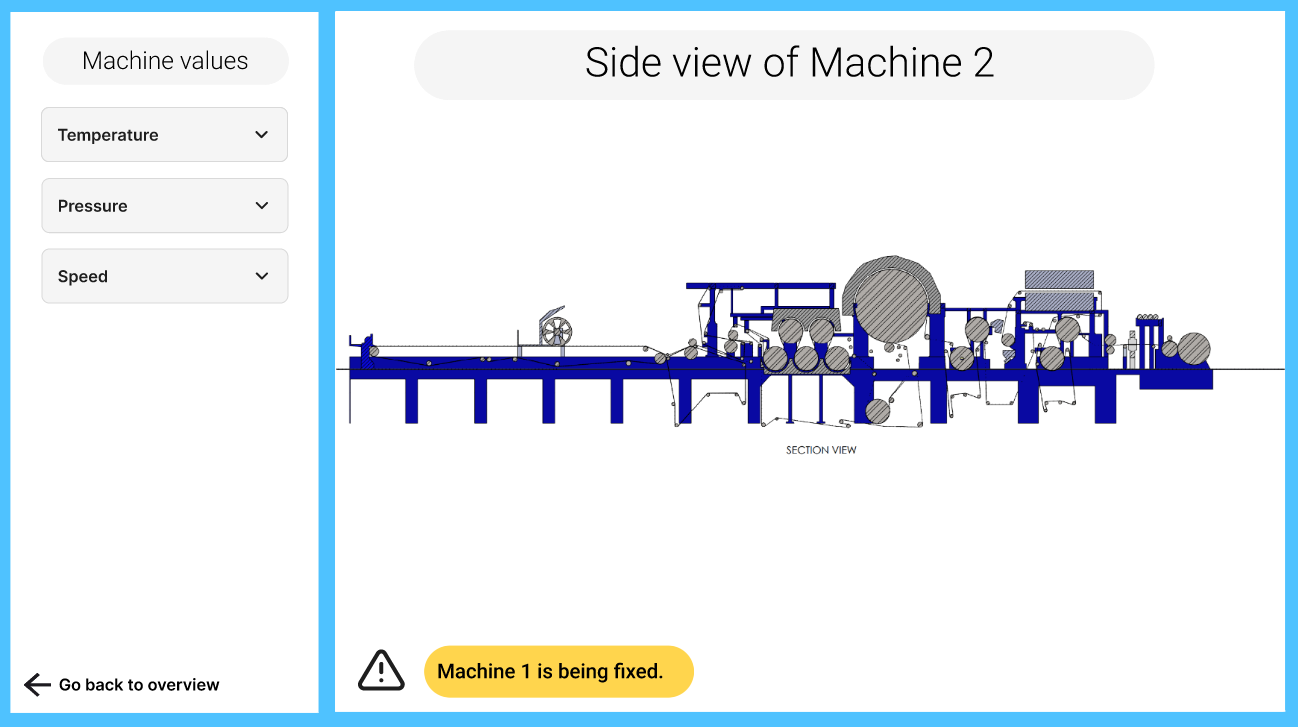 Machine values
Temperature
Pressure
Speed
Go back to overview
Side view of Machine 2
SECTION VIEW
Machine 1 is being fixed.